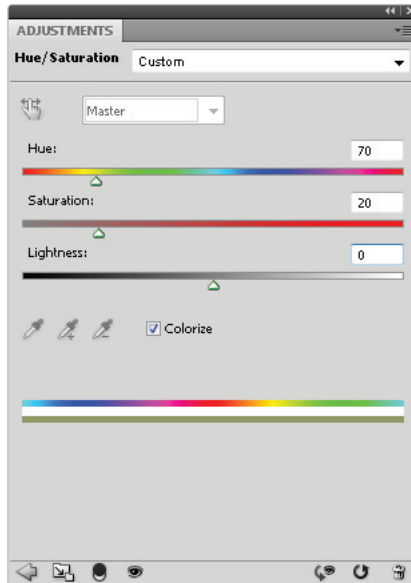 ADJUSTMENTS
Hue/Saturation Custom
Master
Hue: 70
Saturation: 20
Lightness: 0
Colorize